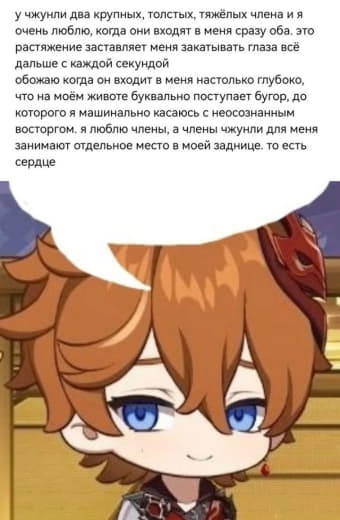 у чжунли два крупных, толстых, тяжёлых члена и я
очень люблю, когда они входят в меня сразу оба. это
растяжение заставляет меня закатывать глаза всё
дальше с каждой секундой
обожаю когда он входит в меня настолько глубоко,
что на моём животе буквально поступает бугор, до
которого я машинально касаюсь с неосознанным
восторгом. я люблю члены, а члены чжунли для меня
занимают отдельное место в моей заднице. то есть
сердце